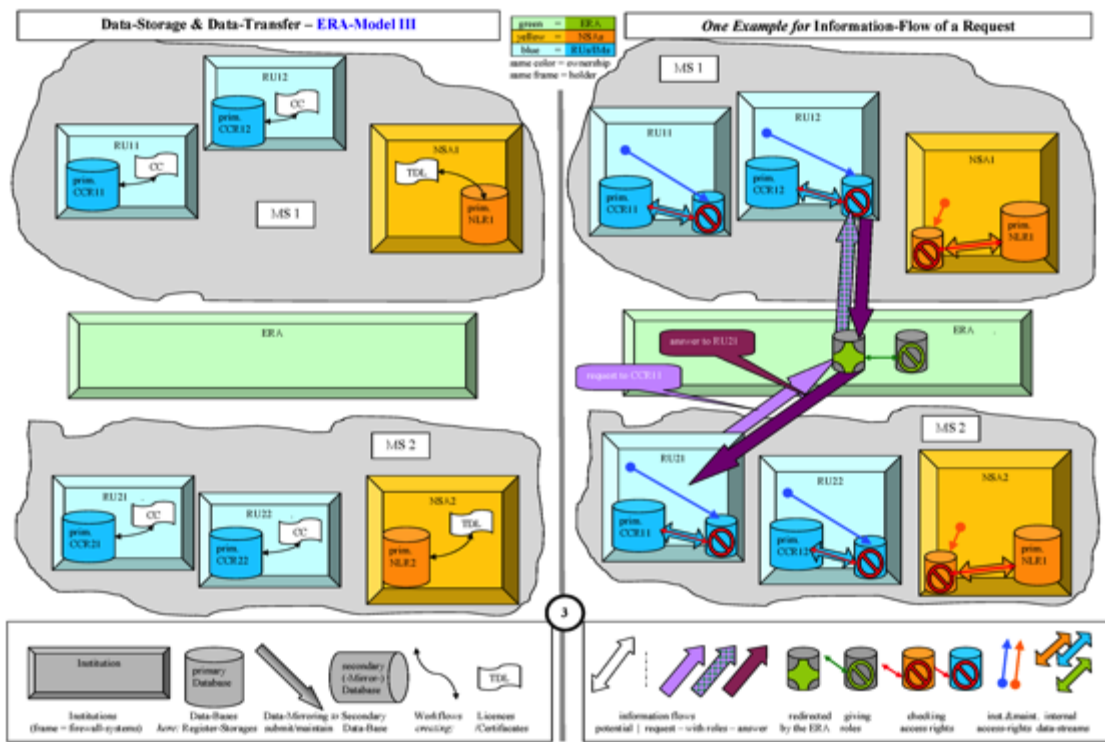 Data-Storage & Data-Transfer – ERA-Model III
green = ERA
yellow = NSAs
blue = RUs/IMs
same color = ownership
same frame = holder
One Example for Information-Flow of a Request
RU12
prim.
CCR12
CC
RU11
prim.
CCR11
CC
NSA1
TDL
prim.
NLR1
MS 1
ERA
MS 2
RU21
prim.
CCR21
CC
RU22
prim.
CCR22
CC
NSA2
prim.
NLR2
TDL
MS 1
RU11
prim.
CCR11
RU12
prim.
CCR12
NSA1
prim.
NLR1
ERA
answer to RU21
request to CCR11
MS 2
RU21
prim.
CCR11
RU22
prim.
CCR12
NSA2
prim.
NLR1
3
Institution
primary
Database
secondary
(-Mirror-)
Database
TDL
Institutions
(frame = firewall-systems)
Data-Bases
here: Register-Storages
Data-Mirroring to Secondary
submit/maintain Data-Base
Workflows
creating:
Licences
/Certifacates
information flows
potential | request – with roles – answer
redirected
by the ERA
giving
roles
checking
access rights
inst.&maint.
access-rights
internal
data-streams